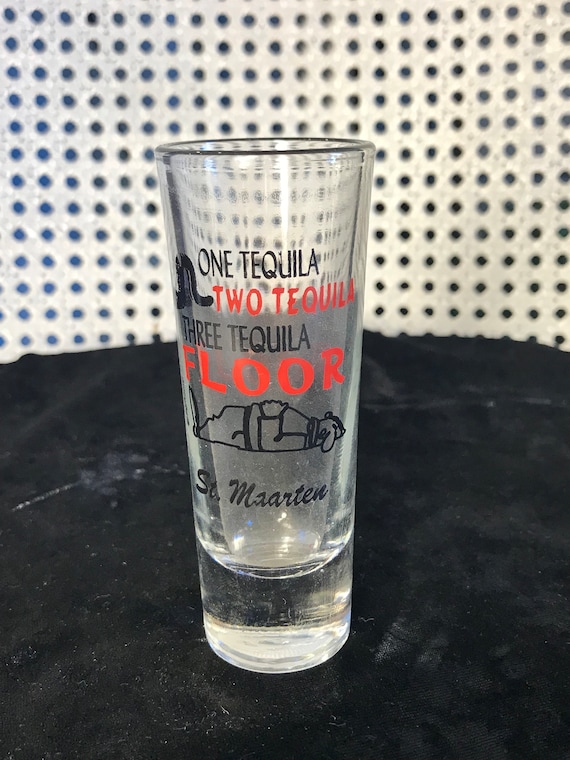 ONE TEQUILA
TWO TEQUILA
THREE TEQUILA
FLOOR
St. Maarten